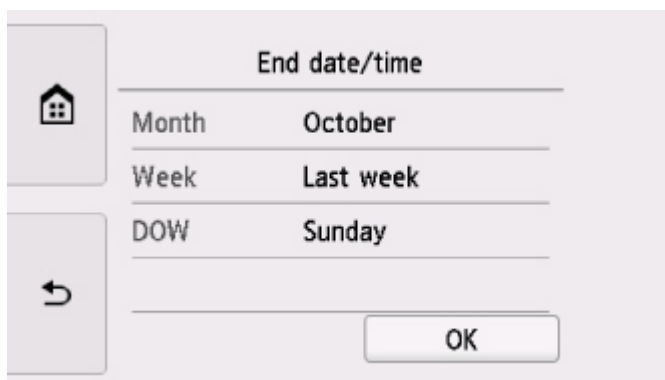 End date/time
Month October
Week Last week
DOW Sunday
OK